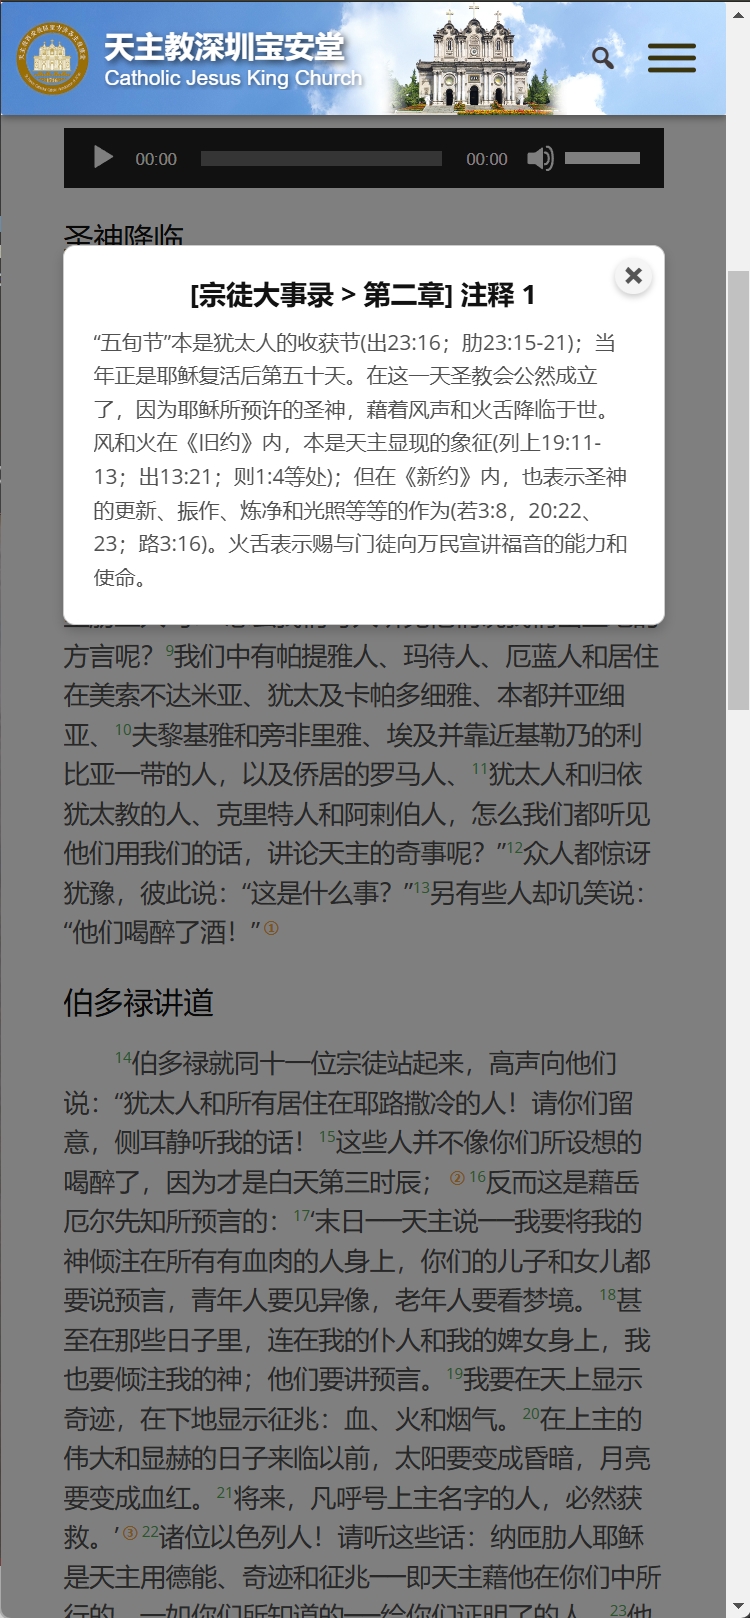 天主教深圳宝安堂
Catholic Jesus King Church
00:00
00:00
圣神降临
[宗徒大事录 > 第二章] 注释 1
“五旬节”本是犹太人的收获节(出23:16；肋23:15-21)；当
年正是耶稣复活后第五十天。在这一天圣教会公然成立
了，因为耶稣所预许的圣神，藉着风声和火舌降临于世。
风和火在《旧约》内，本是天主显现的象征(列上19:11-
13；出13:21；则1:4等处)；但在《新约》内，也表示圣神
的更新、振作、炼净和光照等等的作为(若3:8，20:22、
23；路3:16)。火舌表示赐与门徒向万民宣讲福音的能力和
使命。
方言呢？9我们中有帕提雅人、玛待人、厄蓝人和居住
在美索不达米亚、犹太及卡帕多细雅、本都并亚细
亚、10夫黎基雅和旁非里雅、埃及并靠近基勒乃的利
比亚一带的人，以及侨居的罗马人、11犹太人和归依
犹太教的人、克里特人和阿剌伯人，怎么我们都听见
他们用我们的话，讲论天主的奇事呢？”12众人都惊讶
犹豫，彼此说：“这是什么事？”13另有些人却讥笑说：
“他们喝醉了酒！”①
伯多禄讲道
14伯多禄就同十一位宗徒站起来，高声向他们
说：“犹太人和所有居住在耶路撒冷的人！请你们留
意，侧耳静听我的话！15这些人并不像你们所设想的
喝醉了，因为才是白天第三时辰；②16反而这是藉岳
厄尔先知所预言的：17‘末日──天主说──我要将我的
神倾注在所有有血肉的人身上，你们的儿子和女儿都
要说预言，青年人要见异像，老年人要看梦境。18甚
至在那些日子里，连在我的仆人和我的婢女身上，我
也要倾注我的神；他们要讲预言。19我要在天上显示
奇迹，在下地显示征兆：血、火和烟气。20在上主的
伟大和显赫的日子来临以前，太阳要变成昏暗，月亮
要变成血红。21将来，凡呼号上主名字的人，必然获
救。’③22诸位以色列人！请听这些话：纳匝肋人耶稣
是天主用德能、奇迹和征兆──即天主藉他在你们中所
行的，一如你们所知道的──给你们证明了的人。23他